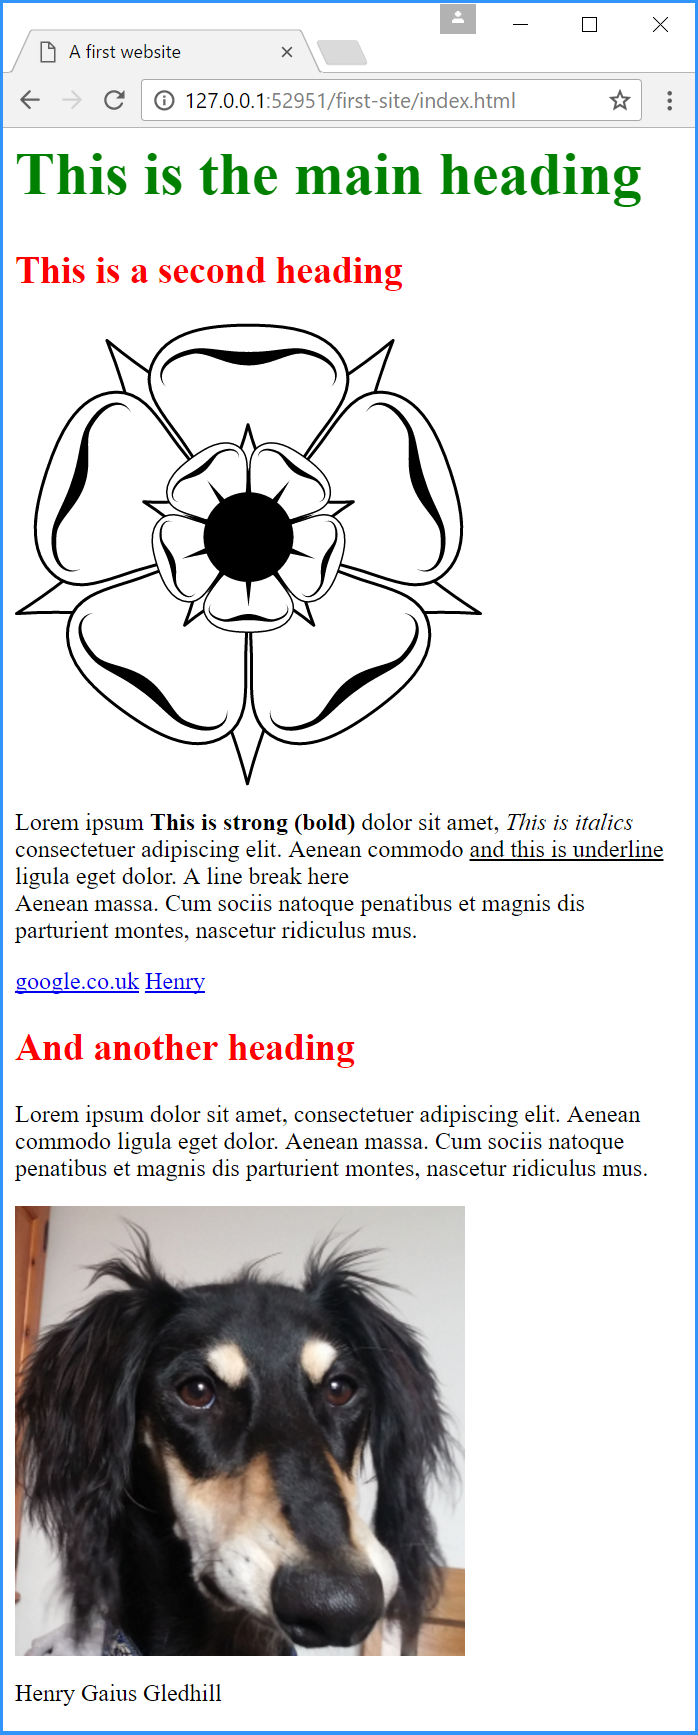 A first website
127.0.0.1:52951/first-site/index.html
This is the main heading
This is a second heading
Lorem ipsum This is strong (bold) dolor sit amet, This is italics
consectetuer adipiscing elit. Aenean commodo and this is underline
ligula eget dolor. A line break here
Aenean massa. Cum sociis natoque penatibus et magnis dis
parturient montes, nascetur ridiculus mus.
google.co.uk Henry
And another heading
Lorem ipsum dolor sit amet, consectetuer adipiscing elit. Aenean
commodo ligula eget dolor. Aenean massa. Cum sociis natoque
penatibus et magnis dis parturient montes, nascetur ridiculus mus.
Henry Gaius Gledhill